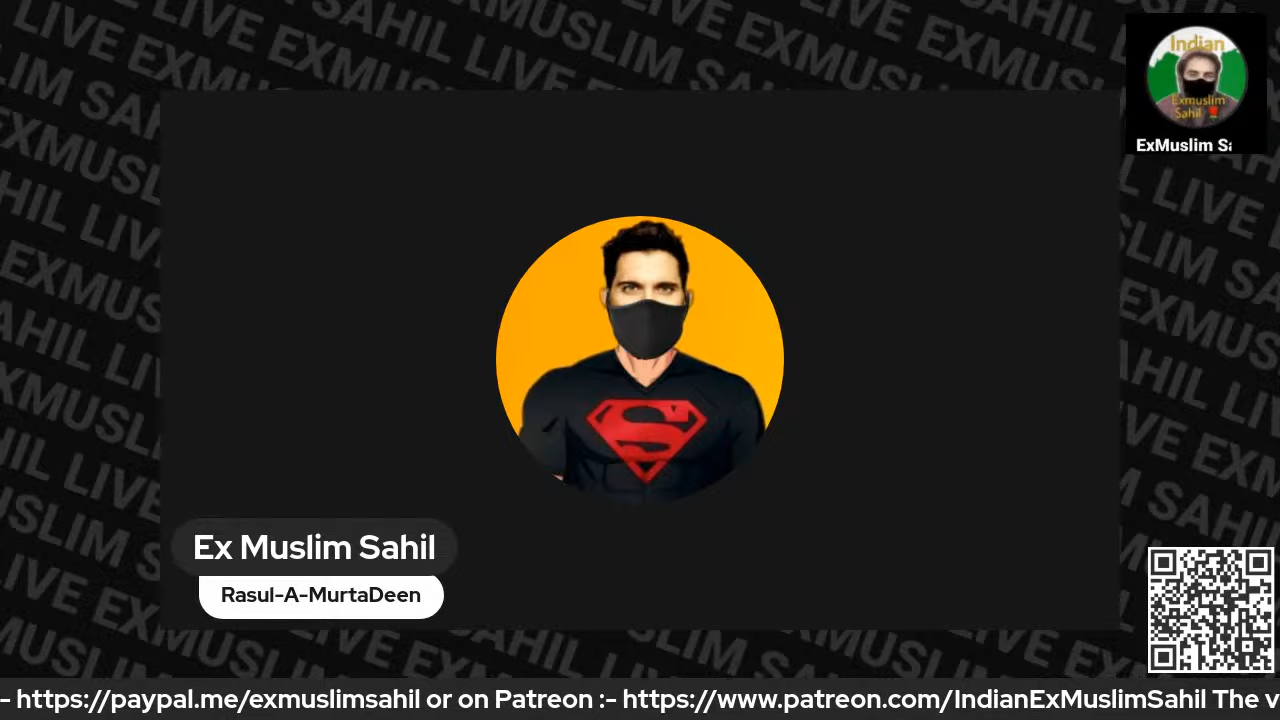 Indian
Exmuslim
Sahil
ExMuslim Sa
Ex Muslim Sahil
Rasul-A-MurtaDeen
:- https://paypal.me/exmuslimsahil or on Patreon :- https://www.patreon.com/IndianExMuslimSahil The v